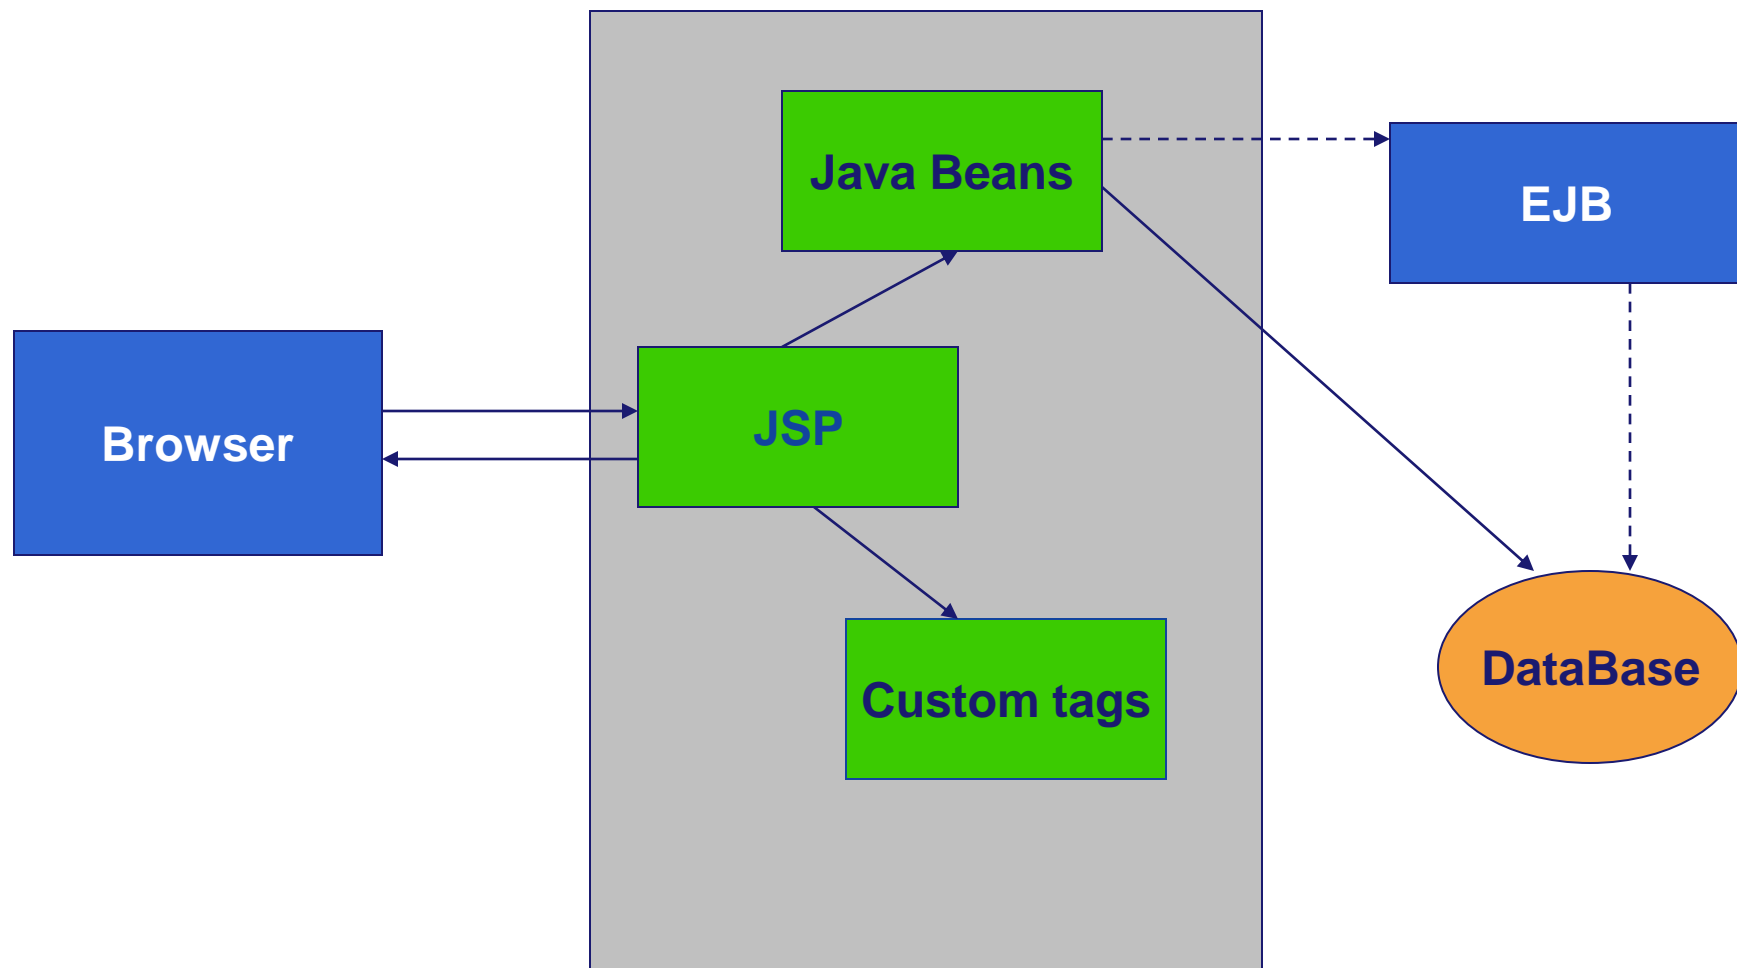 Java Beans
EJB
Browser
JSP
DataBase
Custom tags